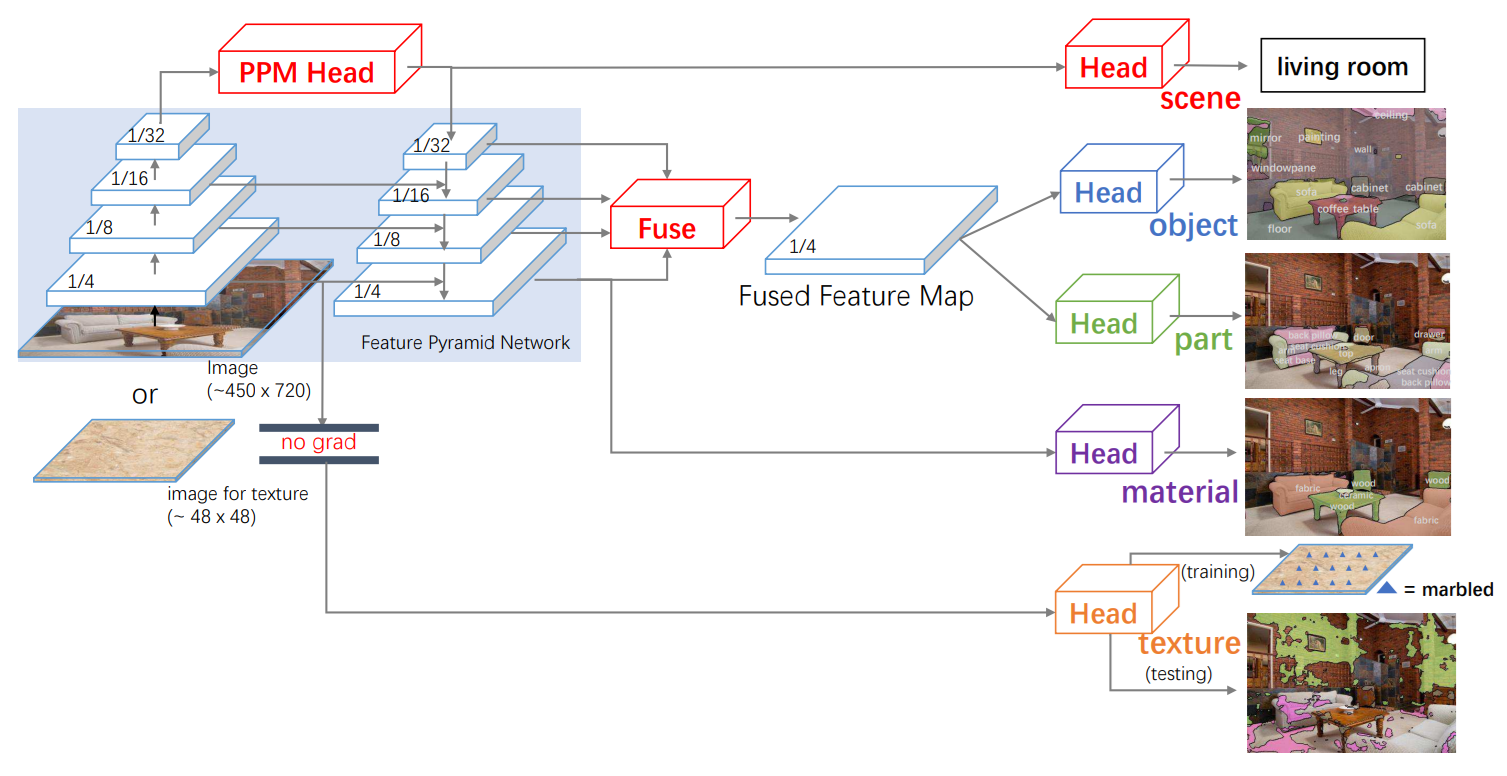 PPM Head
Head
scene
living room
1/32
1/16
1/8
1/4
1/32
1/16
1/8
1/4
Feature Pyramid Network
Fuse
1/4
Fused Feature Map
Head
object
ceiling
mirror
painting
wall
windowpane
sofa
cabinet
cabinet
coffee table
floor
sofa
Head
part
back pillow
door
drawer
seat cushion
arm
top
seat base
leg
apron
seat cushion
back pillow
Image
(~450 x 720)
or
no grad
image for texture
(~ 48 x 48)
Head
material
fabric
wood
wood
ceramic
wood
fabric
Head
texture
(training)
= marbled
(testing)